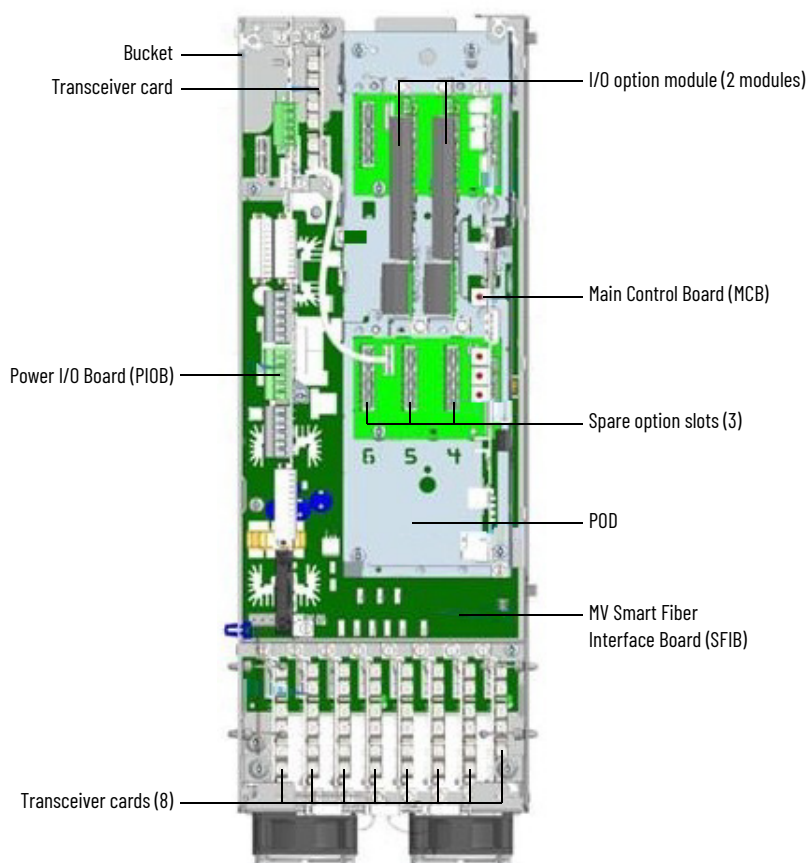 Bucket
Transceiver card
I/O option module (2 modules)
Main Control Board (MCB)
Power I/O Board (PIOB)
Spare option slots (3)
6 5 4
POD
MV Smart Fiber
Interface Board (SFIB)
Transceiver cards (8)